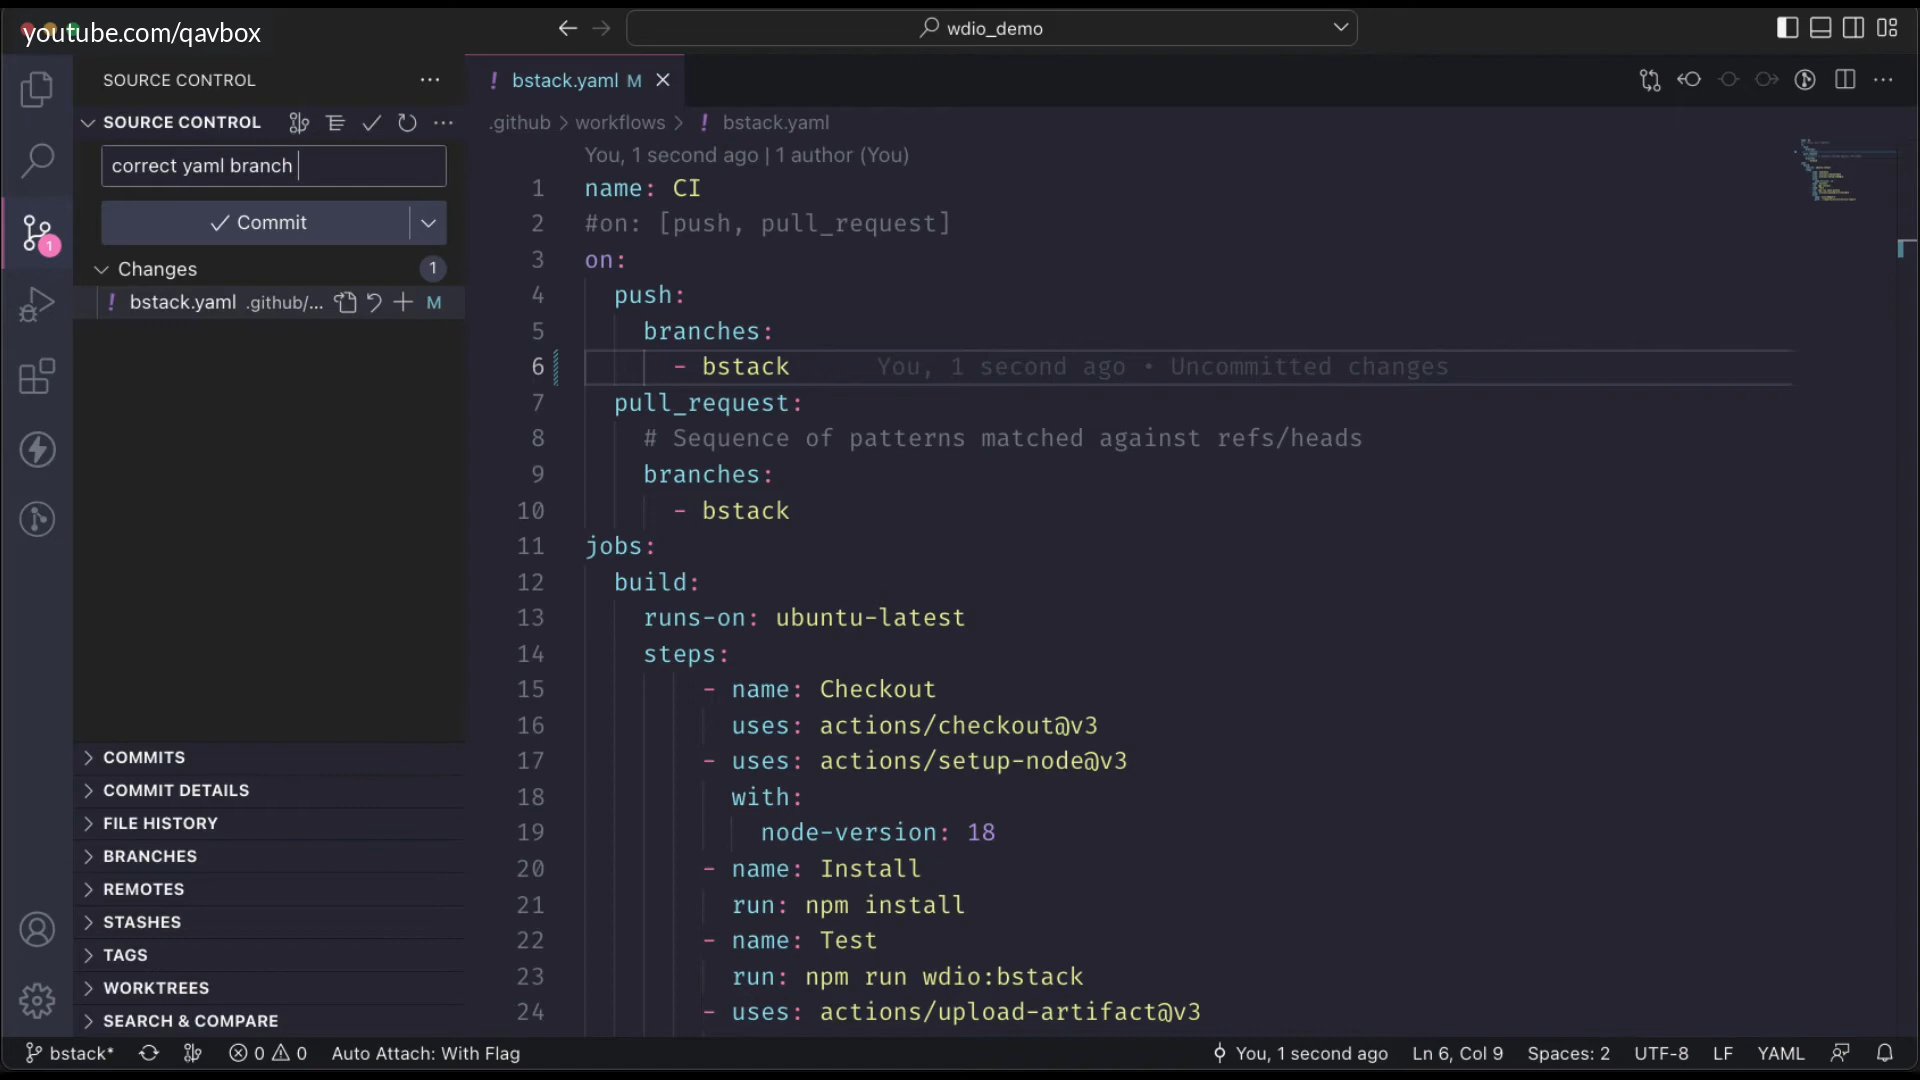 youtube.com/qavbox
wdio_demo
SOURCE CONTROL
bstack.yaml M
SOURCE CONTROL
.github > workflows > ! bstack.yaml
correct yaml branch
Commit
Changes 1
bstack.yaml .github/... M
1
You, 1 second ago | 1 author (You)
1 name: CI
2 #on: [push, pull_request]
3 on:
4 push:
5 branches:
6 - bstack You, 1 second ago • Uncommitted changes
7 pull_request:
8 # Sequence of patterns matched against refs/heads
9 branches:
10 - bstack
11 jobs:
12 build:
13 runs-on: ubuntu-latest
14 steps:
15 - name: Checkout
16 uses: actions/checkout@v3
17 - uses: actions/setup-node@v3
18 with:
19 node-version: 18
20 - name: Install
21 run: npm install
22 - name: Test
23 run: npm run wdio:bstack
24 - uses: actions/upload-artifact@v3
COMMITS
COMMIT DETAILS
FILE HISTORY
BRANCHES
REMOTES
STASHES
TAGS
WORKTREES
SEARCH & COMPARE
bstack* 0 0 Auto Attach: With Flag You, 1 second ago Ln 6, Col 9 Spaces: 2 UTF-8 LF YAML